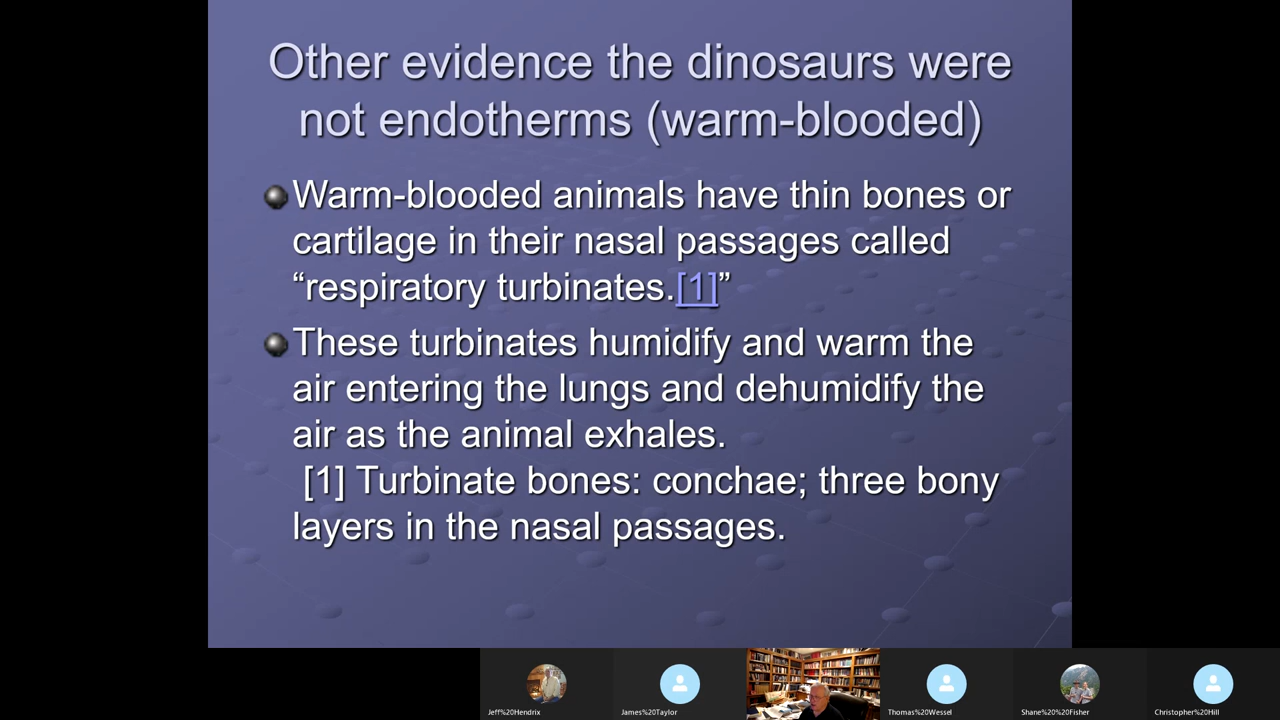 Other evidence the dinosaurs were
not endotherms (warm-blooded)
Warm-blooded animals have thin bones or
cartilage in their nasal passages called
“respiratory turbinates.[1]”
These turbinates humidify and warm the
air entering the lungs and dehumidify the
air as the animal exhales.
[1] Turbinate bones: conchae; three bony
layers in the nasal passages.
Jeff%20Hendrix
James%20Taylor
Thomas%20Wessel
Shane%20%20Fisher
Christopher%20Hill